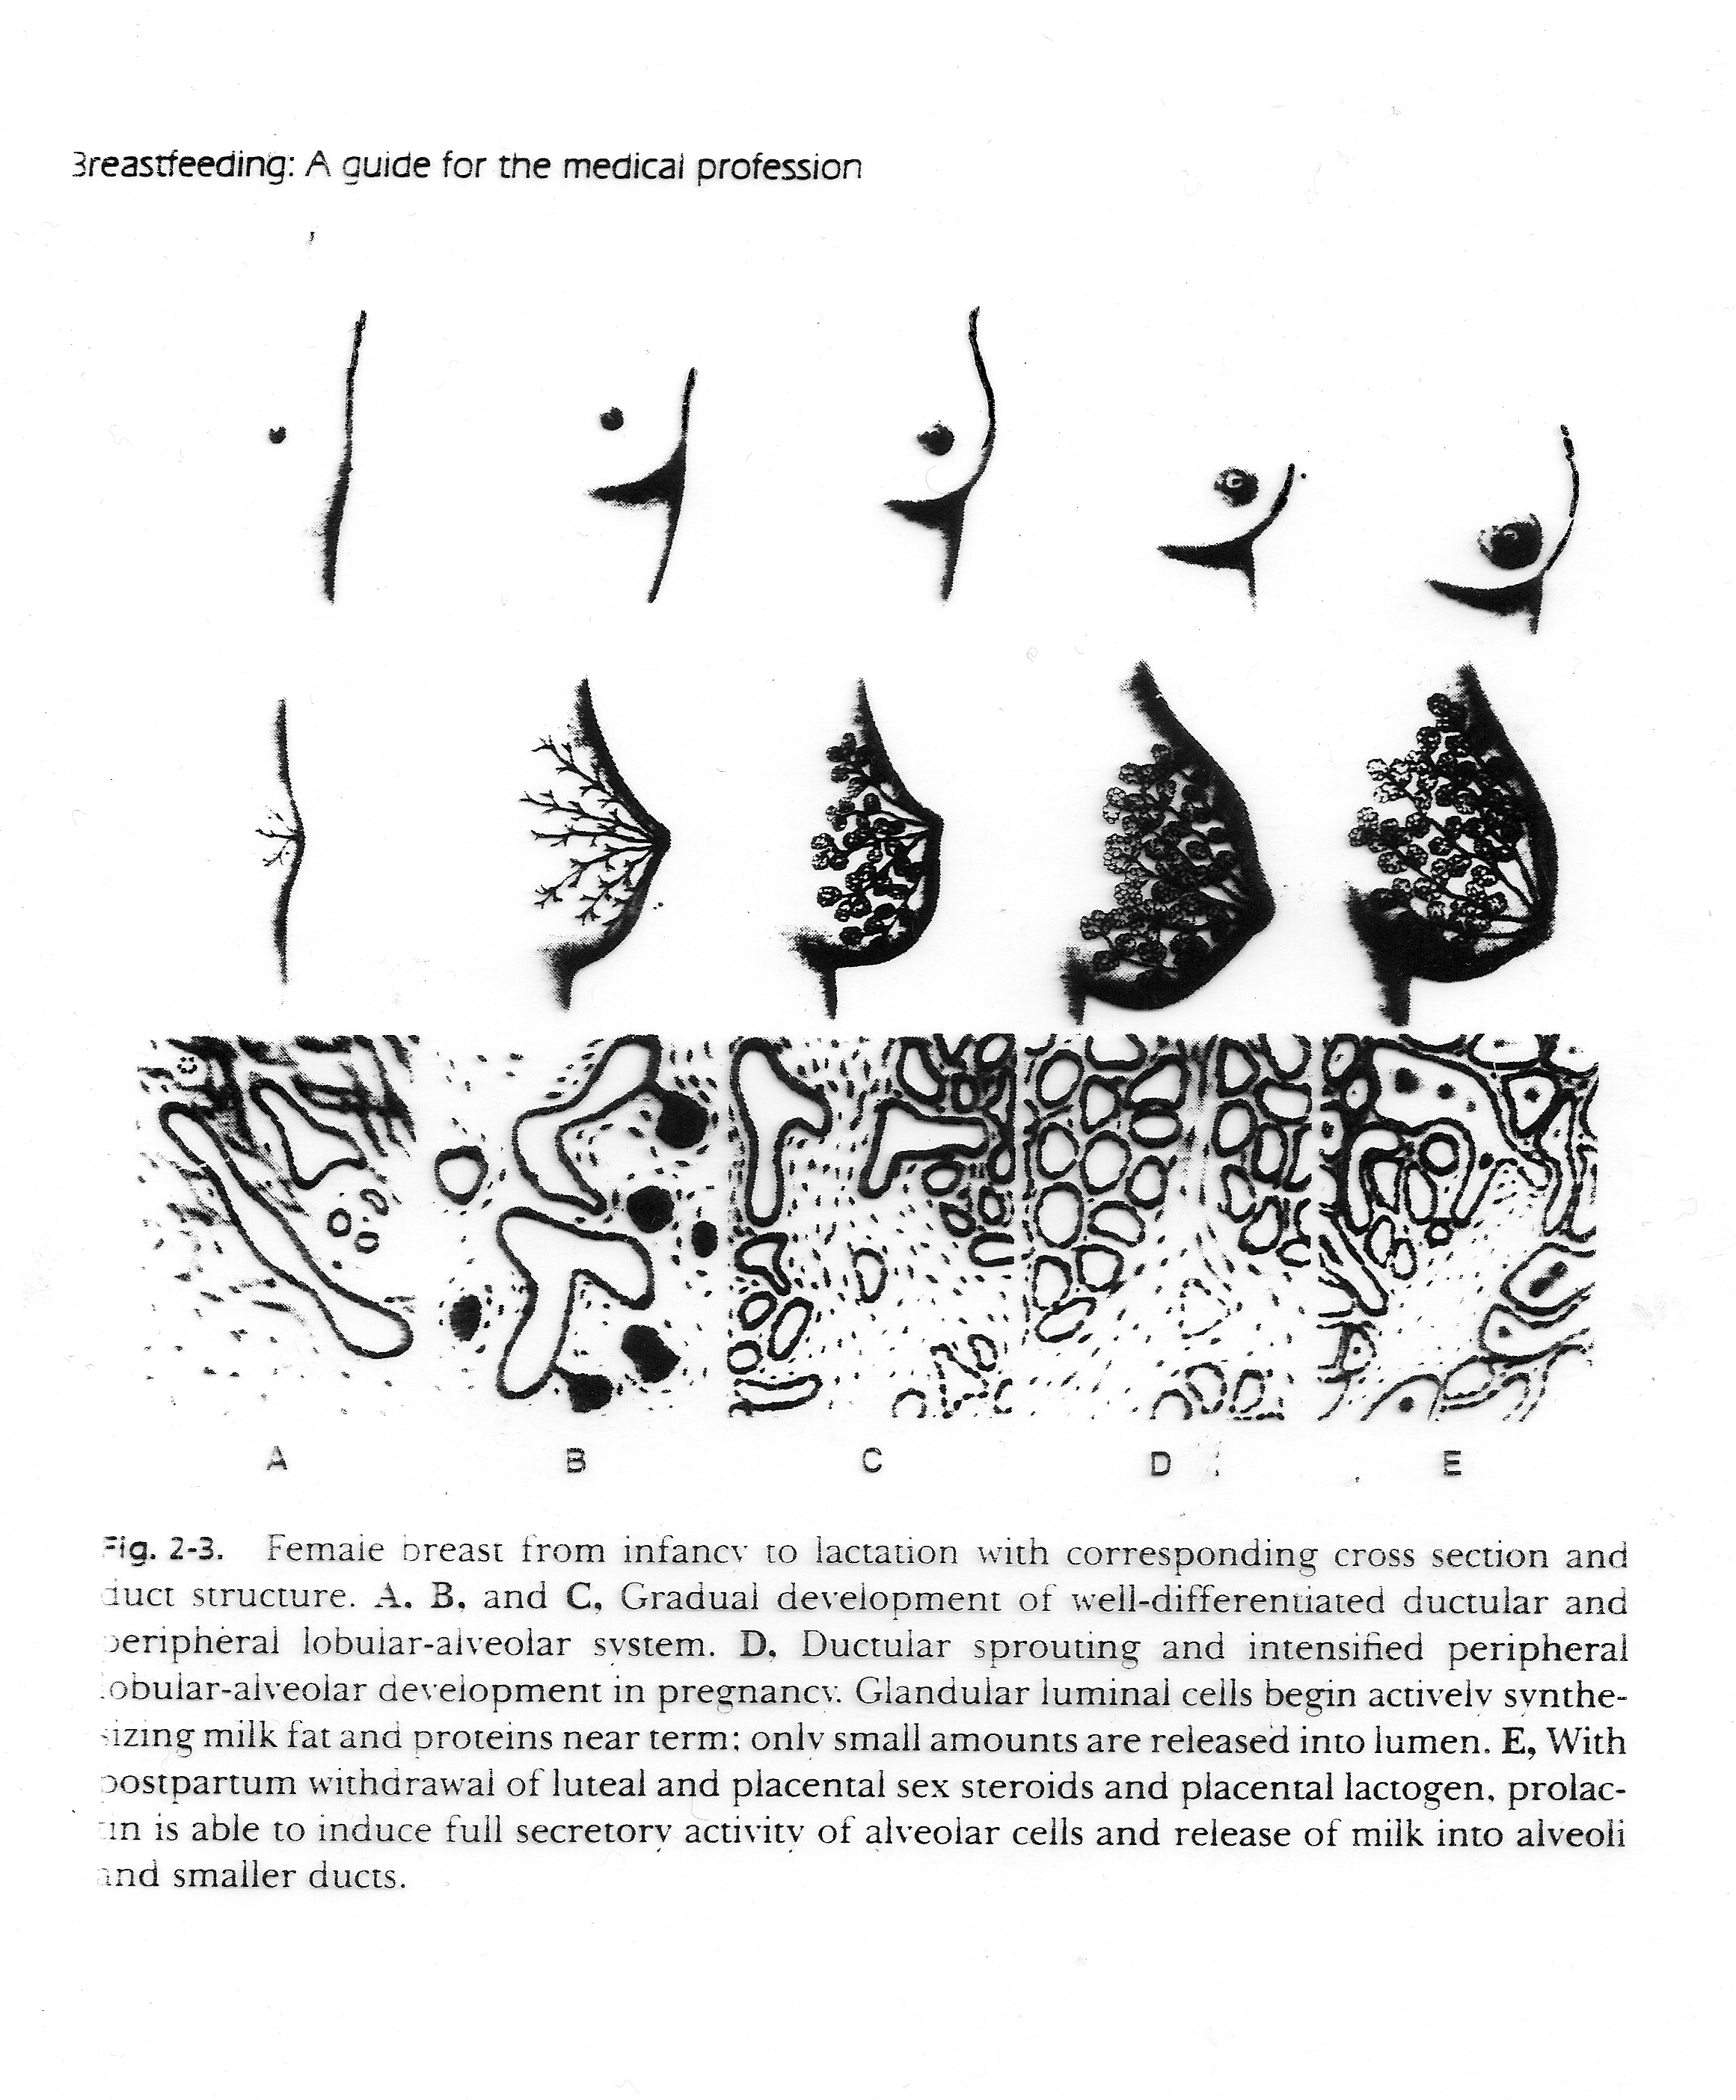 Breastfeeding: A guide for the medical profession
A
B
C
D
E
Fig. 2-3. Female breast from infancy to lactation with corresponding cross section and
duct structure. A, B, and C, Gradual development of well-differentiated ductular and
peripheral lobular-alveolar system. D, Ductular sprouting and intensified peripheral
lobular-alveolar development in pregnancy. Glandular luminal cells begin actively synthe-
sizing milk fat and proteins near term; only small amounts are released into lumen. E, With
postpartum withdrawal of luteal and placental sex steroids and placental lactogen, prolac-
tin is able to induce full secretory activity of alveolar cells and release of milk into alveoli
and smaller ducts.